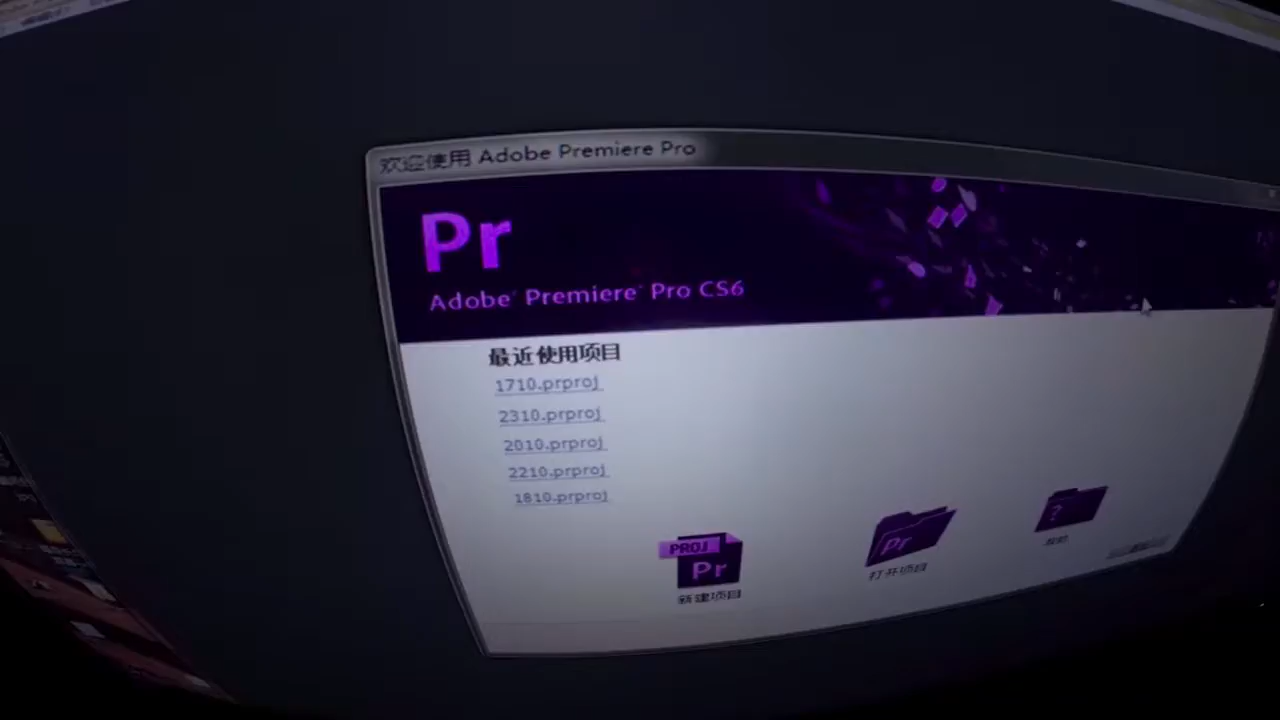 欢迎使用 Adobe Premiere Pro
Pr
Adobe® Premiere® Pro CS6
最近使用项目
1710.prproj
2310.prproj
2010.prproj
2210.prproj
1810.prproj
PROJ
Pr
新建项目
Pr
打开项目
?